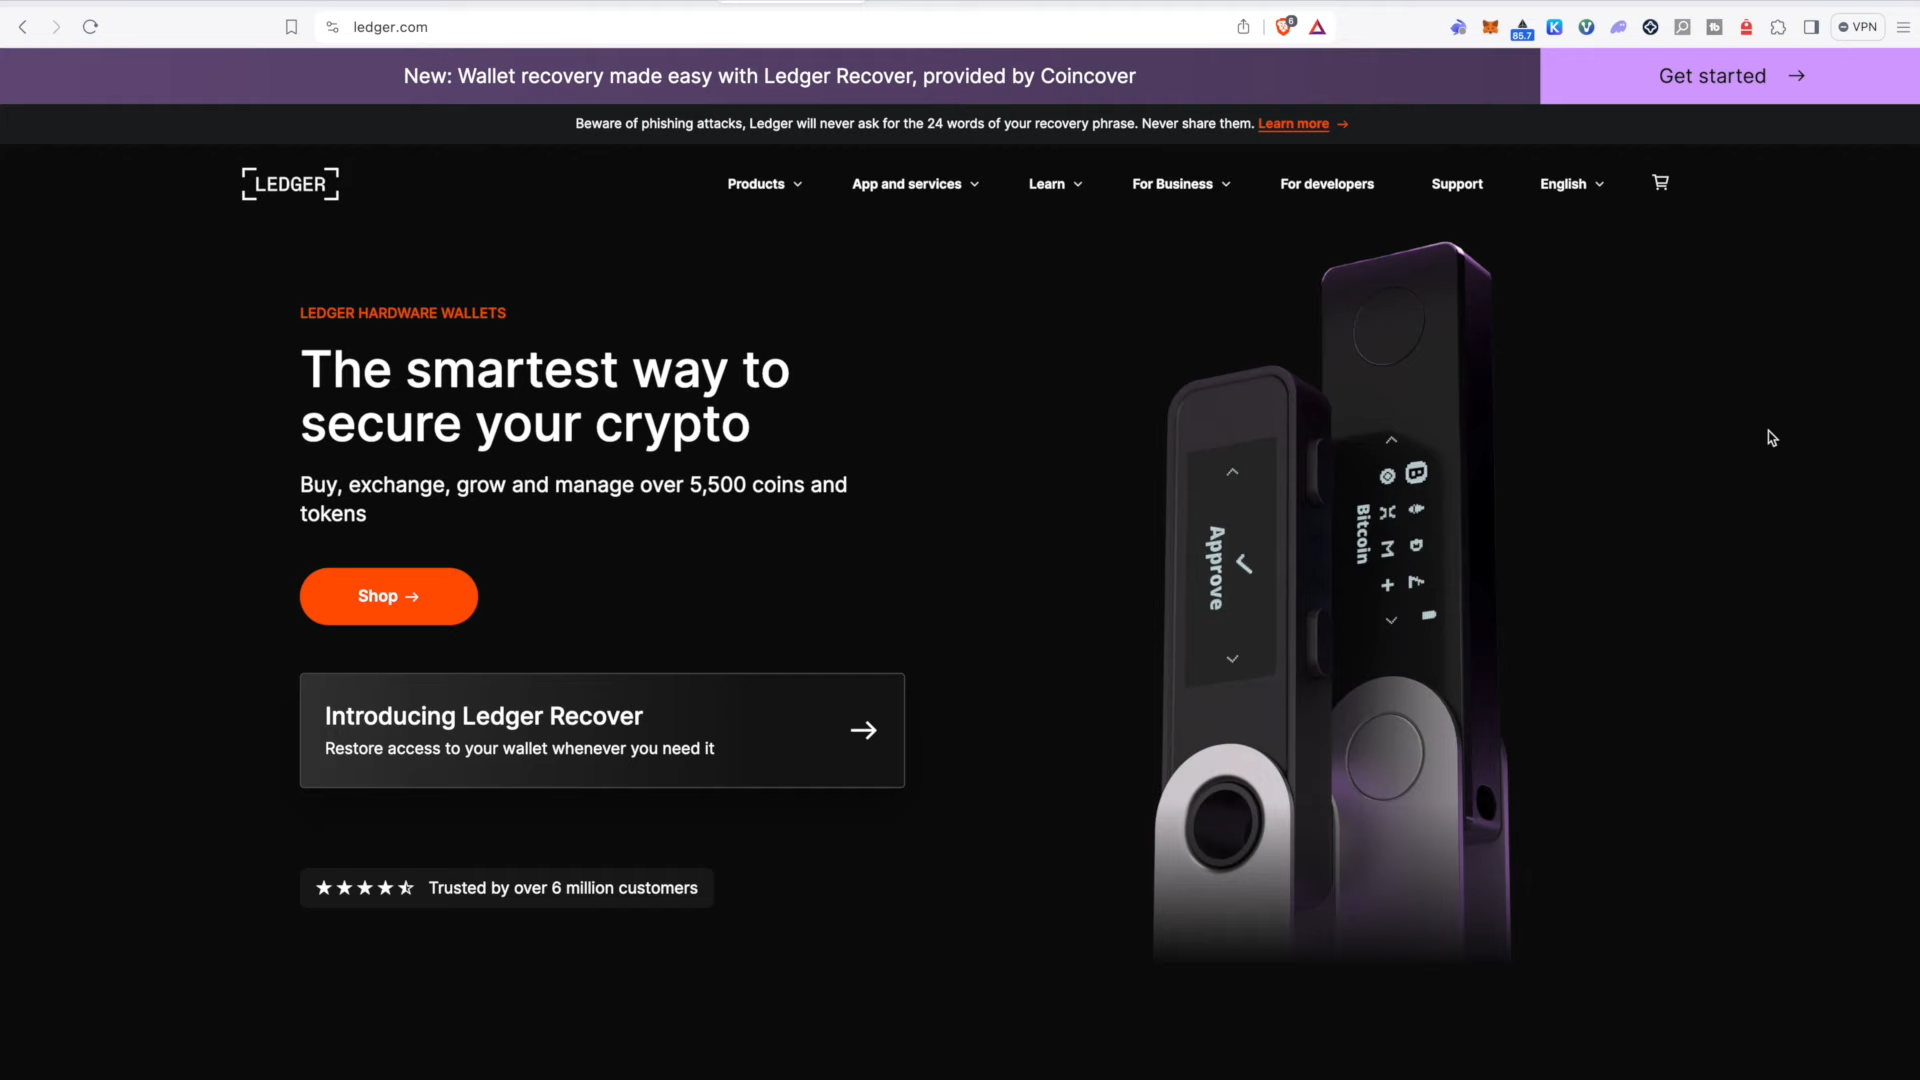 ledger.com
6
85.7
VPN
New: Wallet recovery made easy with Ledger Recover, provided by Coincover
Get started →
Beware of phishing attacks, Ledger will never ask for the 24 words of your recovery phrase. Never share them. Learn more →
LEDGER
Products
App and services
Learn
For Business
For developers
Support
English
LEDGER HARDWARE WALLETS
The smartest way to
secure your crypto
Buy, exchange, grow and manage over 5,500 coins and
tokens
Shop →
Introducing Ledger Recover
Restore access to your wallet whenever you need it
→
Trusted by over 6 million customers
Approve
Bitcoin